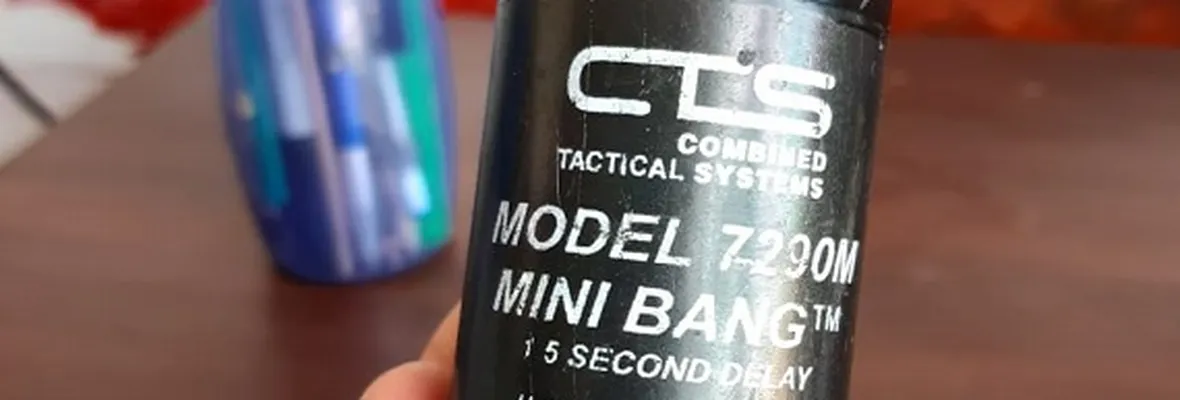 CTS
COMBINED
TACTICAL SYSTEMS
MODEL 7290M
MINI BANG™
1 5 SECOND DELAY